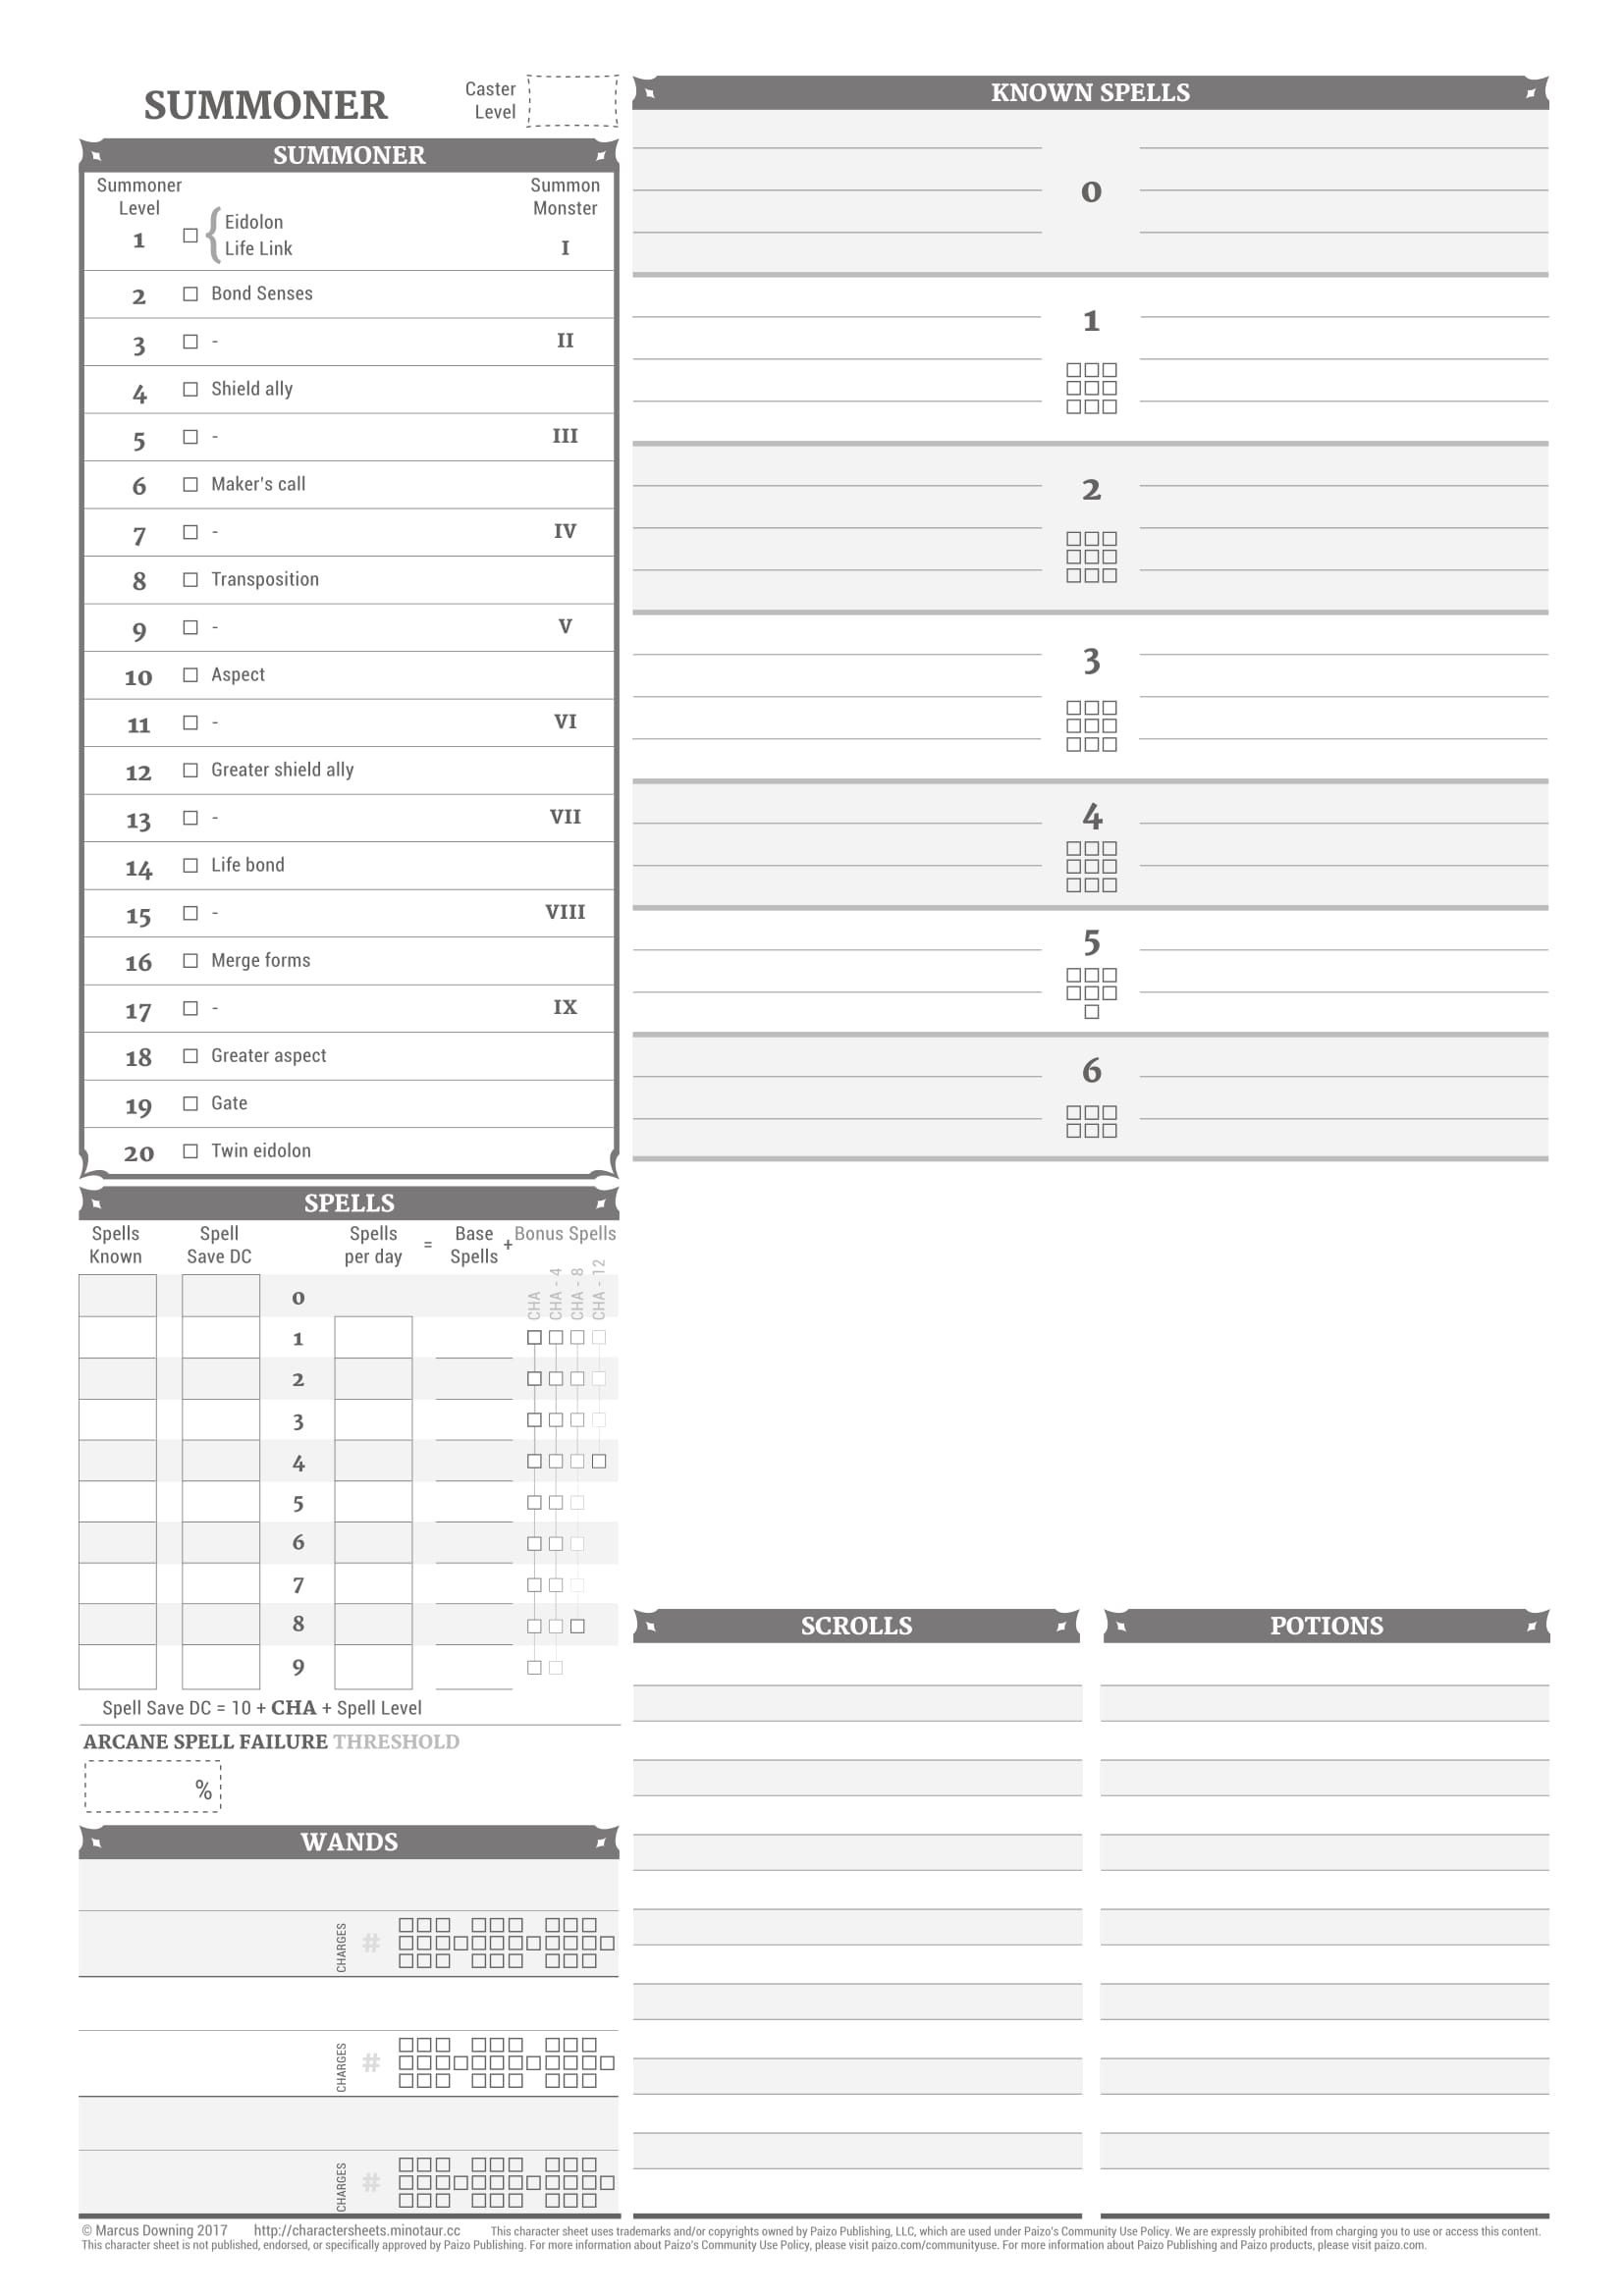 SUMMONER
Caster
Level
SUMMONER
Summoner
Level
Summon
Monster
1 Eidolon
Life Link I
2 Bond Senses
3 - II
4 Shield ally
5 - III
6 Maker's call
7 - IV
8 Transposition
9 - V
10 Aspect
11 - VI
12 Greater shield ally
13 - VII
14 Life bond
15 - VIII
16 Merge forms
17 - IX
18 Greater aspect
19 Gate
20 Twin eidolon
SPELLS
Spells
Known
Spell
Save DC
Spells
per day
=
Base
Spells
+
Bonus Spells
CHA
CHA - 4
CHA - 8
CHA - 12
0
1
2
3
4
5
6
7
8
9
Spell Save DC = 10 + CHA + Spell Level
ARCANE SPELL FAILURE THRESHOLD
%
WANDS
CHARGES #
CHARGES #
CHARGES #
KNOWN SPELLS
0
1
2
3
4
5
6
SCROLLS
POTIONS
© Marcus Downing 2017 http://charactersheets.minotaur.cc This character sheet uses trademarks and/or copyrights owned by Paizo Publishing, LLC, which are used under Paizo's Community Use Policy. We are expressly prohibited from charging you to use or access this content.
This character sheet is not published, endorsed, or specifically approved by Paizo Publishing. For more information about Paizo's Community Use Policy, please visit paizo.com/communityuse. For more information about Paizo Publishing and Paizo products, please visit paizo.com.